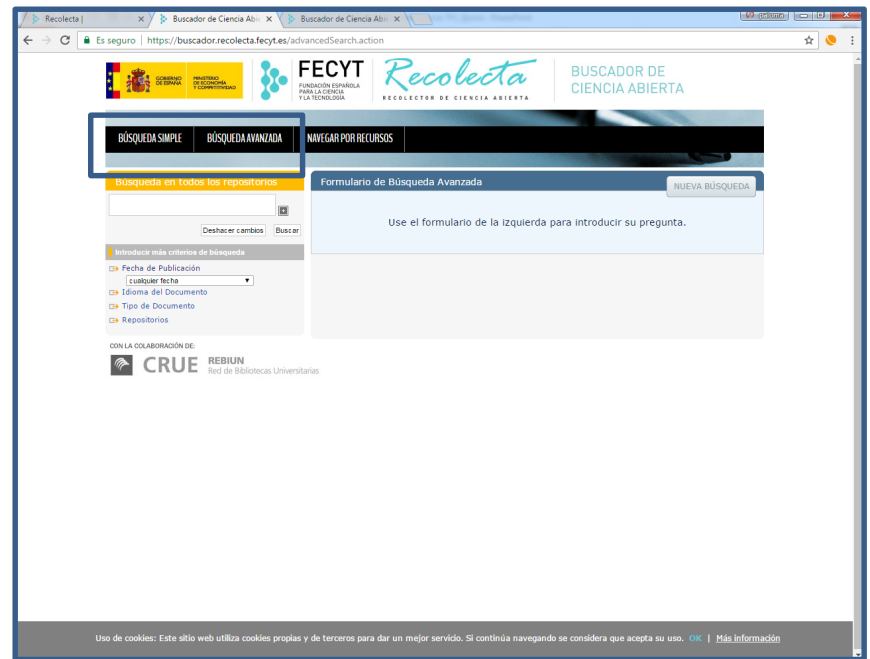 Recolecta |
Buscador de Ciencia Abie
Buscador de Ciencia Abie
Es seguro | https://buscador.recolecta.fecyt.es/advancedSearch.action
GOBIERNO DE ESPAÑA
MINISTERIO DE ECONOMÍA Y COMPETITIVIDAD
FECYT
FUNDACIÓN ESPAÑOLA
PARA LA CIENCIA
Y LA TECNOLOGÍA
Recolecta
RECOLECTOR DE CIENCIA ABIERTA
BUSCADOR DE
CIENCIA ABIERTA
BÚSQUEDA SIMPLE BÚSQUEDA AVANZADA NAVEGAR POR RECURSOS
Búsqueda en todos los repositorios
Deshacer cambios Buscar
Introducir más criterios de búsqueda
Fecha de Publicación
cualquier fecha
Idioma del Documento
Tipo de Documento
Repositorios
Formulario de Búsqueda Avanzada
NUEVA BÚSQUEDA
Use el formulario de la izquierda para introducir su pregunta.
CON LA COLABORACIÓN DE:
CRUE
REBIUN
Red de Bibliotecas Universitarias
Uso de cookies: Este sitio web utiliza cookies propias y de terceros para dar un mejor servicio. Si continúa navegando se considera que acepta su uso. OK | Más información